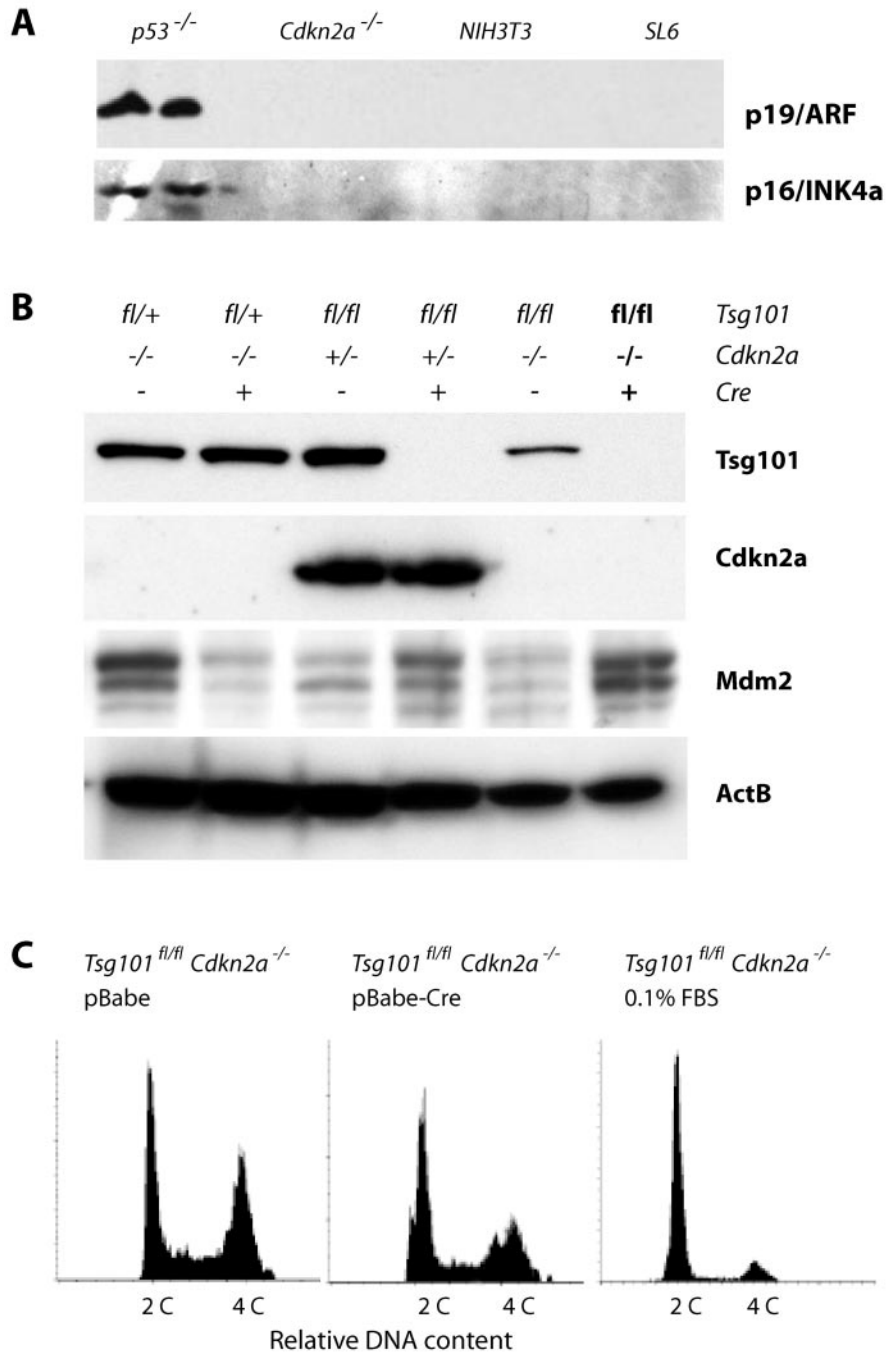 A
p53 -/- Cdkn2a -/- NIH3T3 SL6
p19/ARF
p16/INK4a
B
fl/+ fl/+ fl/fl fl/fl fl/fl fl/fl Tsg101
-/- -/- +/- +/- -/- -/- Cdkn2a
- + - + - + Cre
Tsg101
Cdkn2a
Mdm2
ActB
C
Tsg101 fl/fl Cdkn2a -/- Tsg101 fl/fl Cdkn2a -/- Tsg101 fl/fl Cdkn2a -/-
pBabe pBabe-Cre 0.1% FBS
2 C 4 C 2 C 4 C 2 C 4 C
Relative DNA content